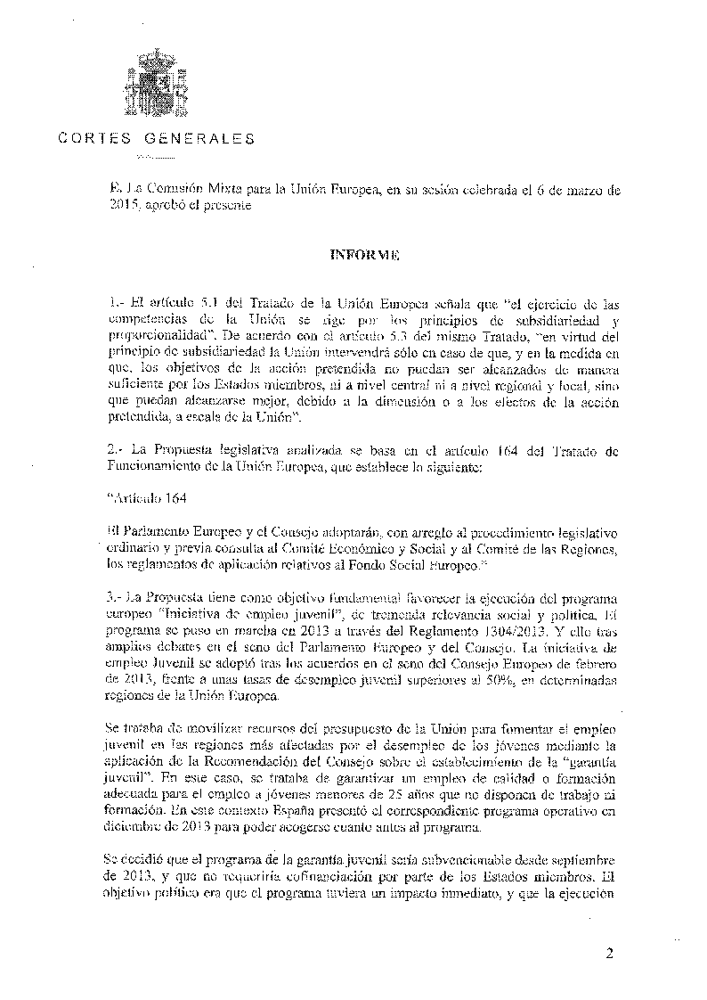 CORTES GENERALES
E. La Comisión Mixta para la Unión Europea, en su sesión celebrada el 6 de marzo de
2015, aprobó el presente
INFORME
1.- El artículo 5.1 del Tratado de la Unión Europea señala que “el ejercicio de las
competencias de la Unión se rige por los principios de subsidiariedad y
proporcionalidad”. De acuerdo con el artículo 5.3 del mismo Tratado, “en virtud del
principio de subsidiariedad la Unión intervendrá sólo en caso de que, y en la medida en
que, los objetivos de la acción pretendida no puedan ser alcanzados de manera
suficiente por los Estados miembros, ni a nivel central ni a nivel regional y local, sino
que puedan alcanzarse mejor, debido a la dimensión o a los efectos de la acción
pretendida, a escala de la Unión”.
2.- La Propuesta legislativa analizada se basa en el artículo 164 del Tratado de
Funcionamiento de la Unión Europea, que establece lo siguiente:
“Artículo 164
El Parlamento Europeo y el Consejo adoptarán, con arreglo al procedimiento legislativo
ordinario y previa consulta al Comité Económico y Social y al Comité de las Regiones,
los reglamentos de aplicación relativos al Fondo Social Europeo.”
3.- La Propuesta tiene como objetivo fundamental favorecer la ejecución del programa
europeo “Iniciativa de empleo juvenil”, de tremenda relevancia social y política. El
programa se puso en marcha en 2013 a través del Reglamento 1304/2013. Y ello tras
amplios debates en el seno del Parlamento Europeo y del Consejo. La iniciativa de
empleo Juvenil se adoptó tras los acuerdos en el seno del Consejo Europeo de febrero
de 2013, frente a unas tasas de desempleo juvenil superiores al 50%, en determinadas
regiones de la Unión Europea.
Se trataba de movilizar recursos del presupuesto de la Unión para fomentar el empleo
juvenil en las regiones más afectadas por el desempleo de los jóvenes mediante la
aplicación de la Recomendación del Consejo sobre el establecimiento de la “garantía
juvenil”. En este caso, se trataba de garantizar un empleo de calidad o formación
adecuada para el empleo a jóvenes menores de 25 años que no disponen de trabajo ni
formación. En este contexto España presentó el correspondiente programa operativo en
diciembre de 2013 para poder acogerse cuanto antes al programa.
Se decidió que el programa de la garantía juvenil sería subvencionable desde septiembre
de 2013, y que no requeriría cofinanciación por parte de los Estados miembros. El
objetivo político era que el programa tuviera un impacto inmediato, y que la ejecución
2